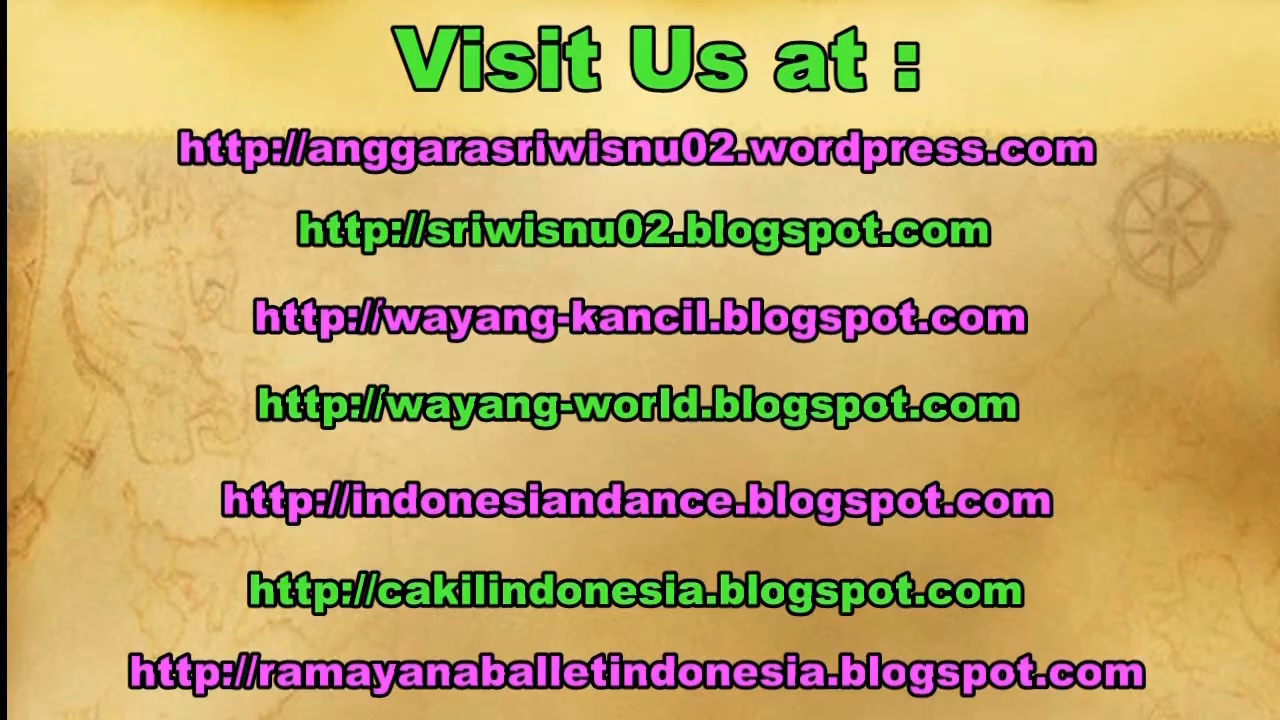 Visit Us at :
http://anggarasriwisnu02.wordpress.com
http://sriwisnu02.blogspot.com
http://wayang-kancil.blogspot.com
http://wayang-world.blogspot.com
http://indonesiandance.blogspot.com
http://cakilindonesia.blogspot.com
http://ramayanaballetindonesia.blogspot.com